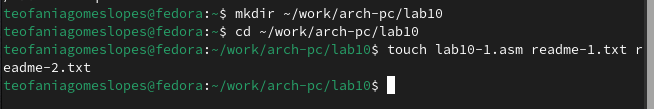 teofaniagomeslopes@fedora:~$ mkdir ~/work/arch-pc/lab10
teofaniagomeslopes@fedora:~$ cd ~/work/arch-pc/lab10
teofaniagomeslopes@fedora:~/work/arch-pc/lab10$ touch lab10-1.asm readme-1.txt r
eadme-2.txt
teofaniagomeslopes@fedora:~/work/arch-pc/lab10$